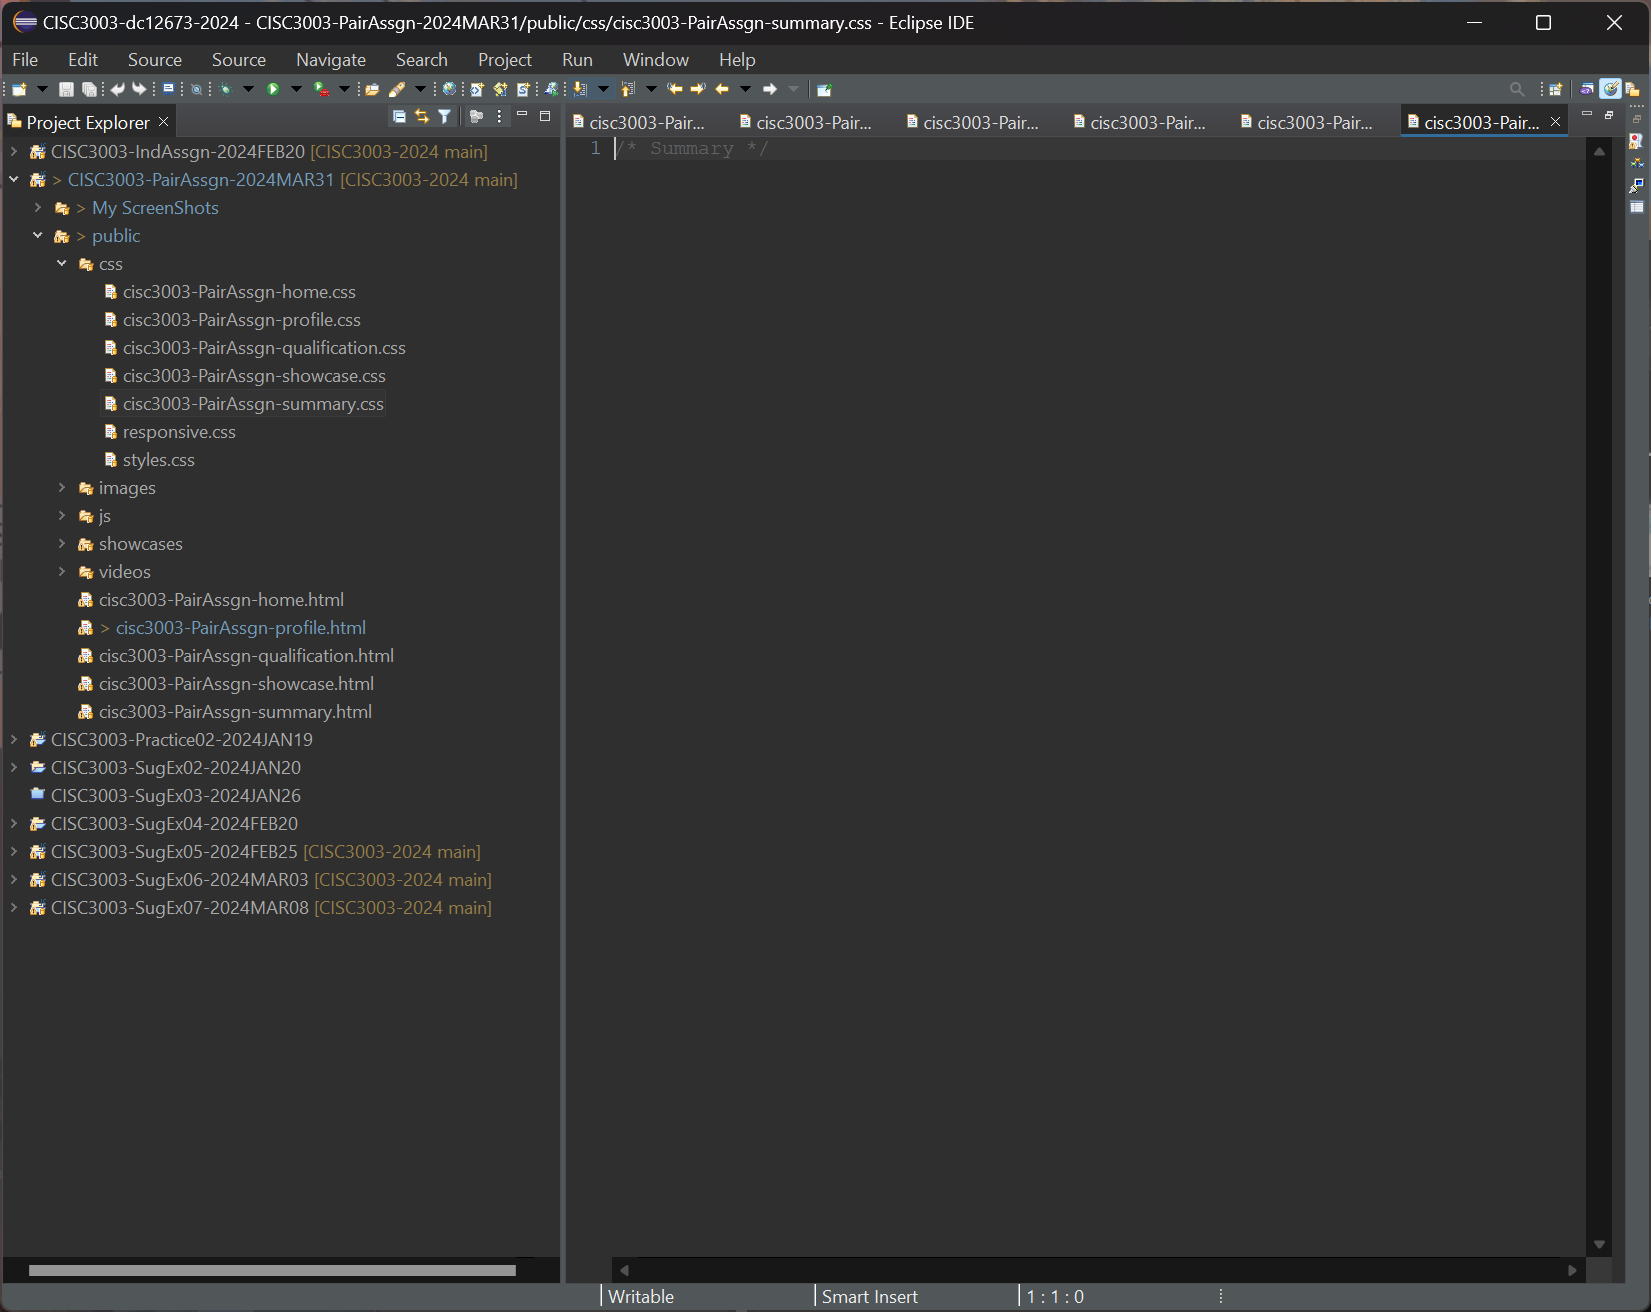 CISC3003-dc12673-2024 - CISC3003-PairAssgn-2024MAR31/public/css/cisc3003-PairAssgn-summary.css - Eclipse IDE
File Edit Source Source Navigate Search Project Run Window Help
Project Explorer
CISC3003-IndAssgn-2024FEB20 [CISC3003-2024 main]
> CISC3003-PairAssgn-2024MAR31 [CISC3003-2024 main]
> My ScreenShots
> public
css
cisc3003-PairAssgn-home.css
cisc3003-PairAssgn-profile.css
cisc3003-PairAssgn-qualification.css
cisc3003-PairAssgn-showcase.css
cisc3003-PairAssgn-summary.css
responsive.css
styles.css
images
js
showcases
videos
cisc3003-PairAssgn-home.html
> cisc3003-PairAssgn-profile.html
cisc3003-PairAssgn-qualification.html
cisc3003-PairAssgn-showcase.html
cisc3003-PairAssgn-summary.html
CISC3003-Practice02-2024JAN19
CISC3003-SugEx02-2024JAN20
CISC3003-SugEx03-2024JAN26
CISC3003-SugEx04-2024FEB20
CISC3003-SugEx05-2024FEB25 [CISC3003-2024 main]
CISC3003-SugEx06-2024MAR03 [CISC3003-2024 main]
CISC3003-SugEx07-2024MAR08 [CISC3003-2024 main]
cisc3003-Pair... cisc3003-Pair... cisc3003-Pair... cisc3003-Pair... cisc3003-Pair... cisc3003-Pair...
1 /* Summary */
Writable Smart Insert 1 : 1 : 0